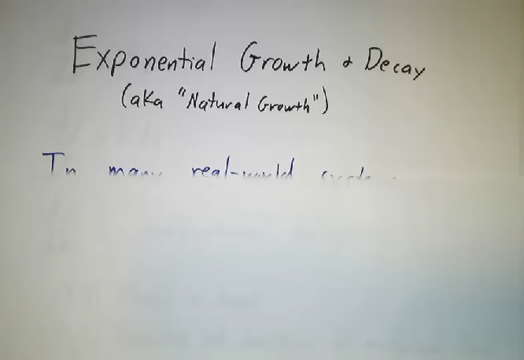 Exponential Growth & Decay
(aka "Natural Growth")
In many real-world